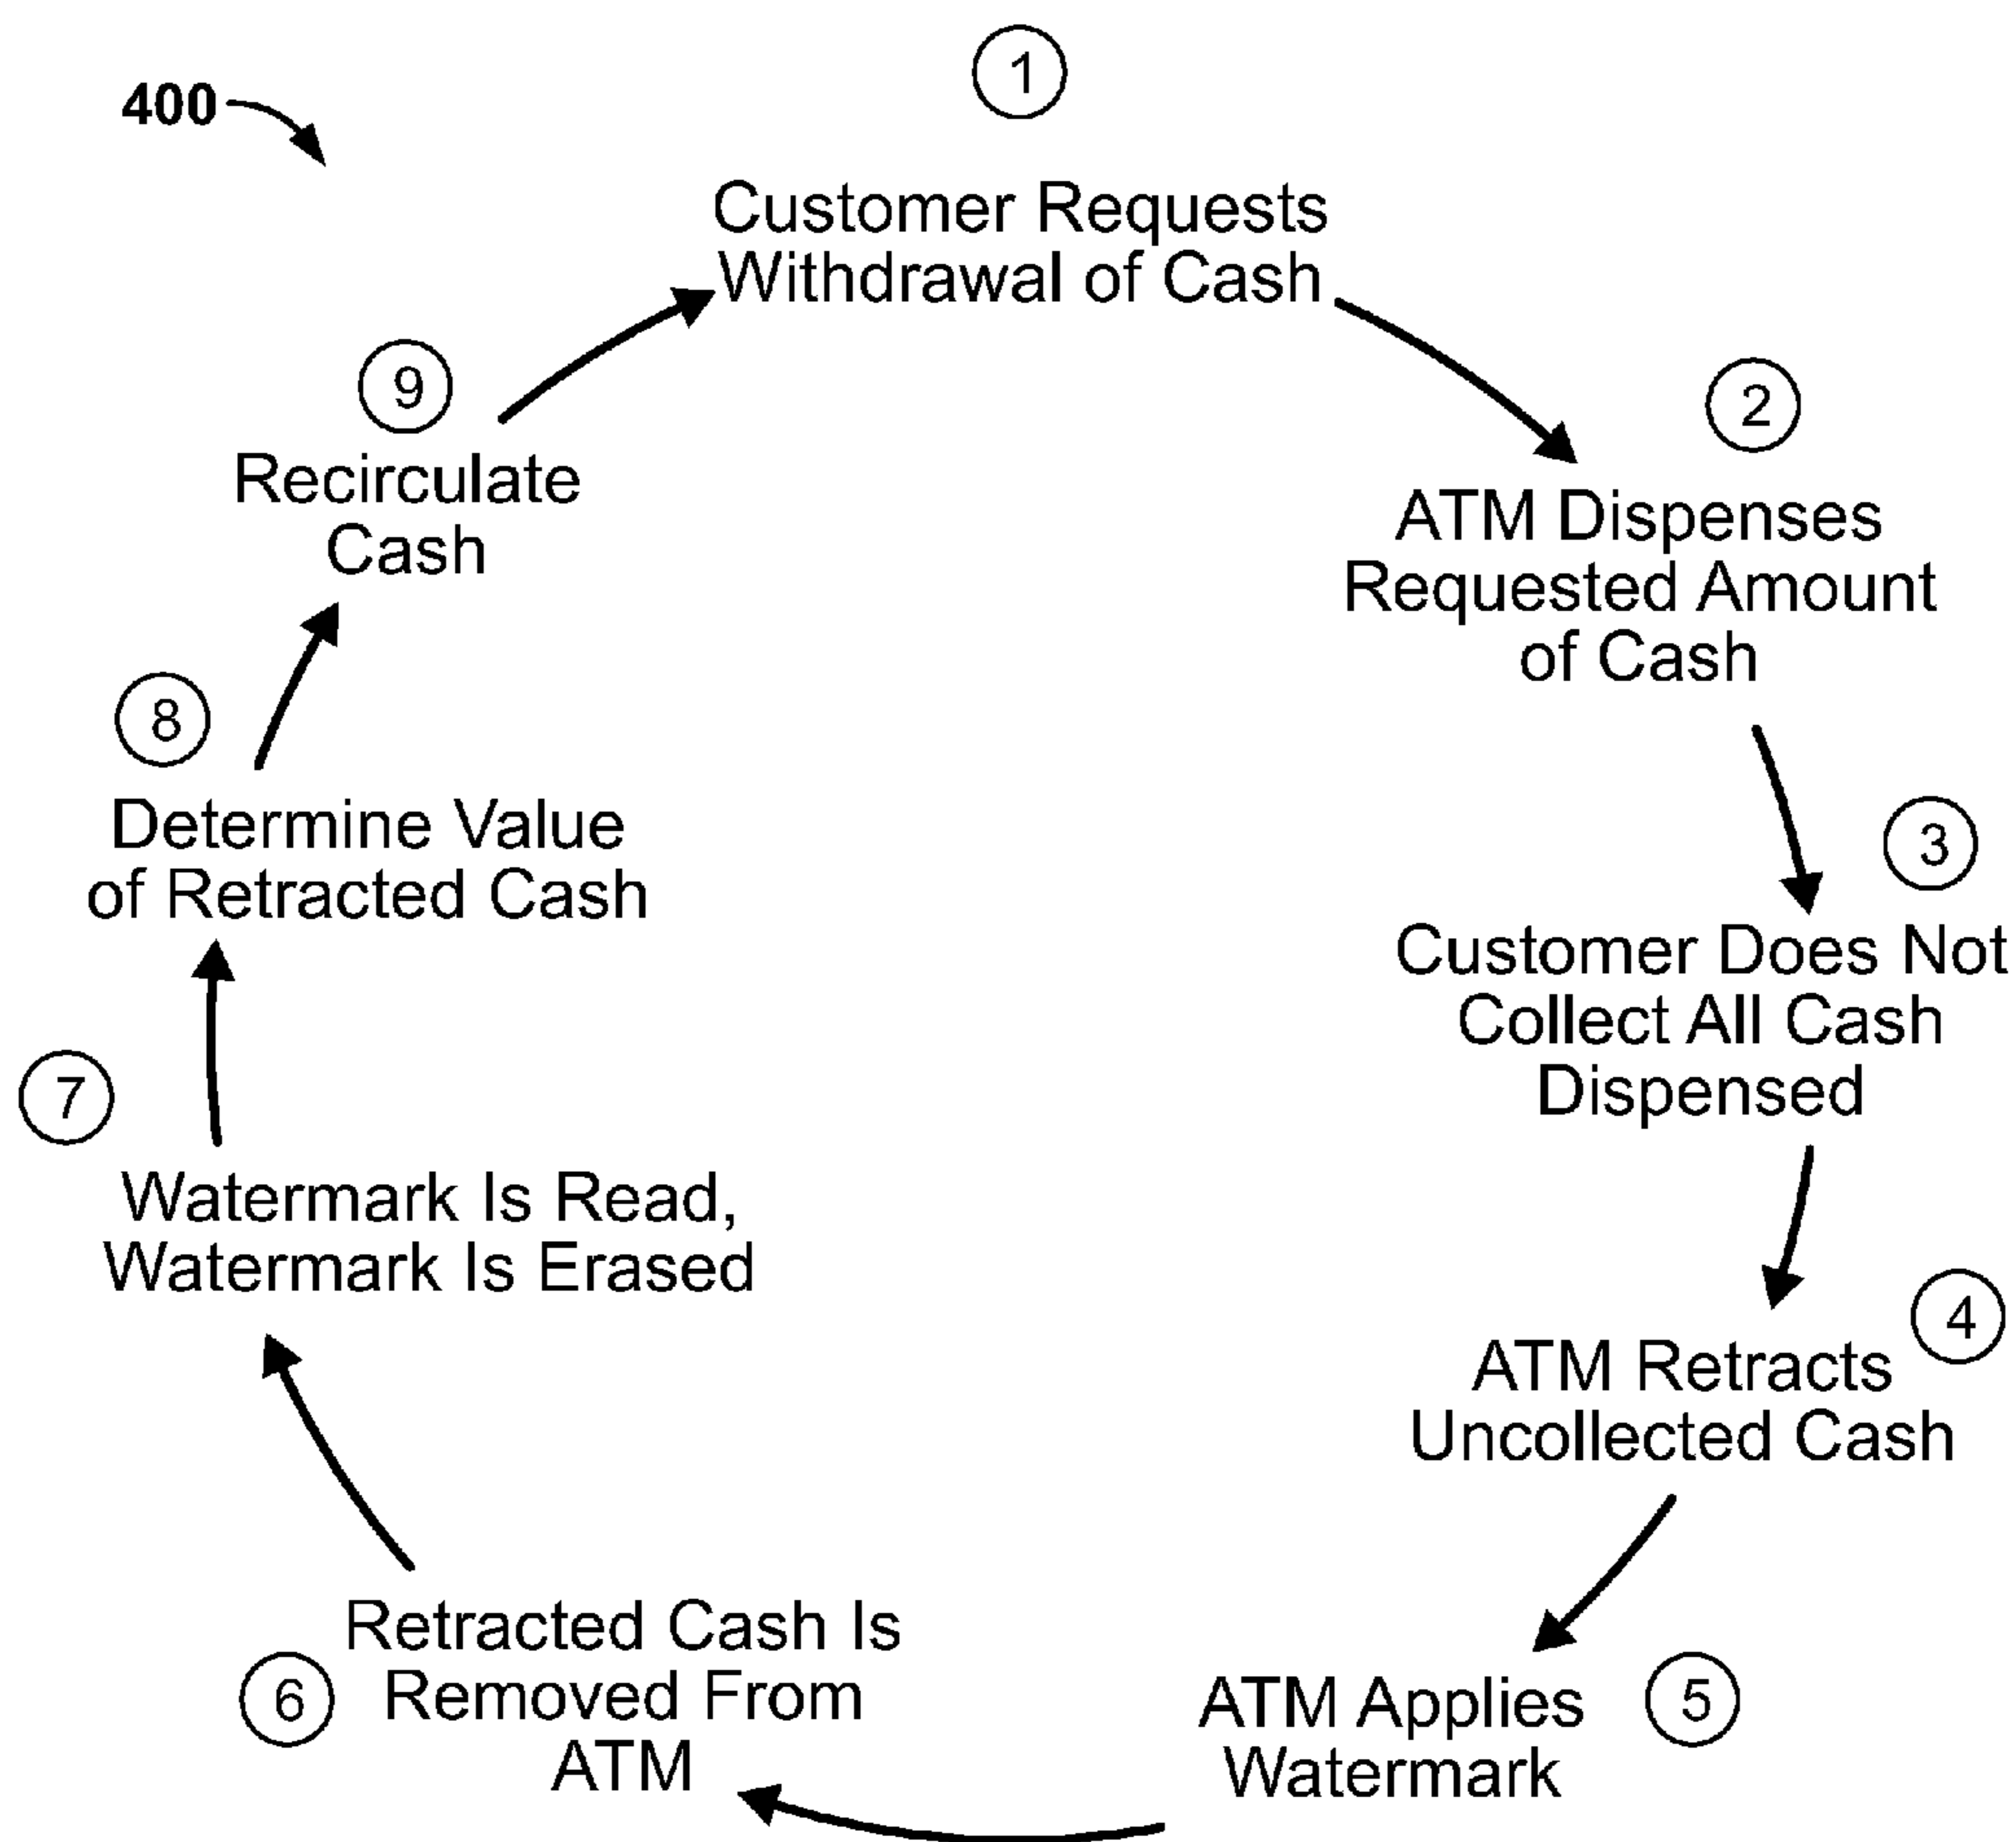 400
1
Customer Requests
Withdrawal of Cash
2
ATM Dispenses
Requested Amount
of Cash
3
Customer Does Not
Collect All Cash
Dispensed
4
ATM Retracts
Uncollected Cash
5
ATM Applies
Watermark
6
Retracted Cash Is
Removed From
ATM
7
Watermark Is Read,
Watermark Is Erased
8
Determine Value
of Retracted Cash
9
Recirculate
Cash